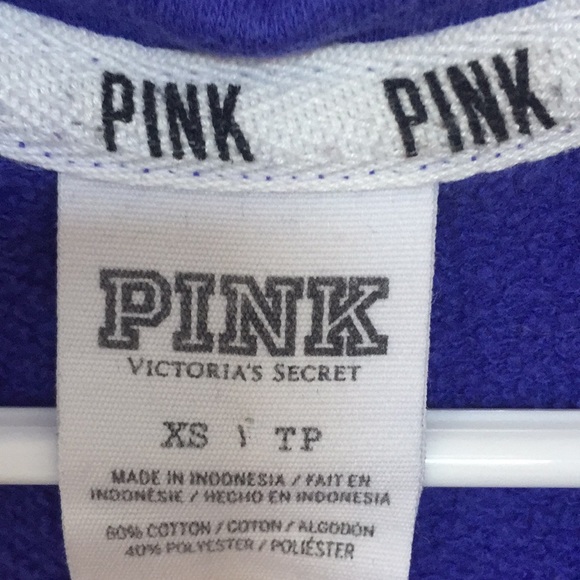 PINK PINK
PINK
VICTORIA'S SECRET
XS / TP
MADE IN INDONESIA / FAIT EN
INDONÉSIE / HECHO EN INDONESIA
60% COTTON / COTON / ALGODÓN
40% POLYESTER / POLIÉSTER